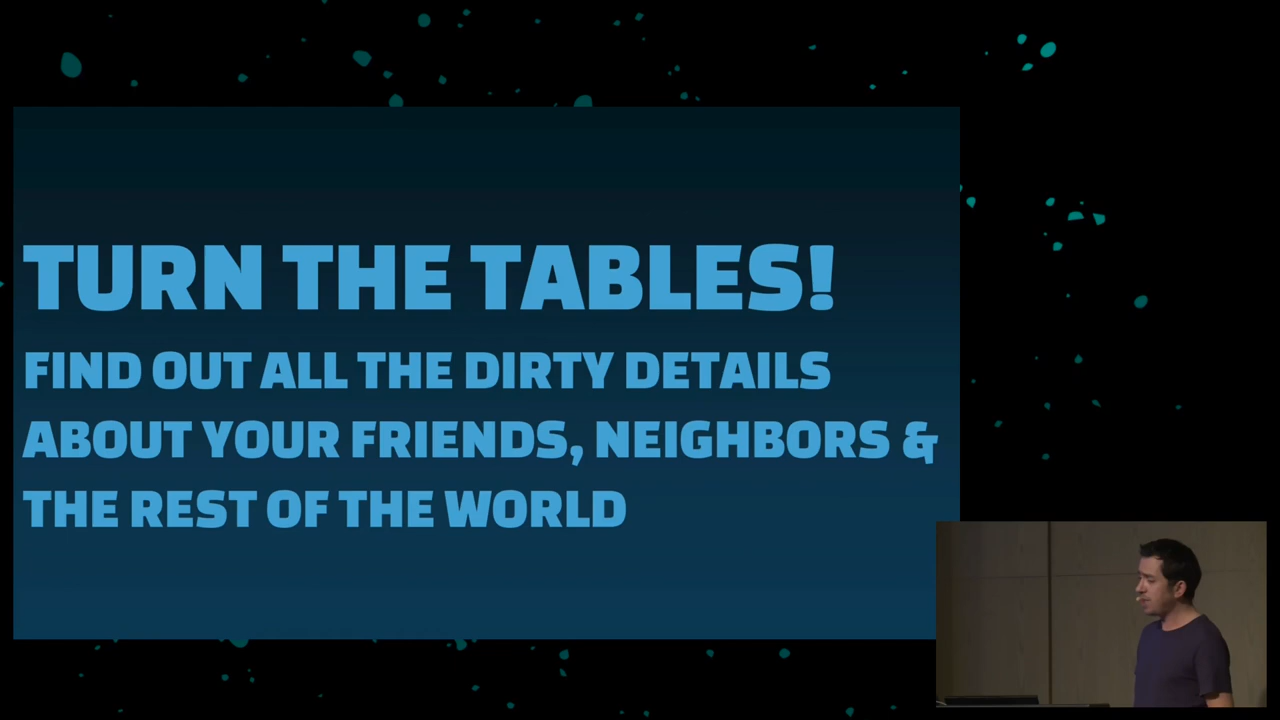 TURN THE TABLES!
FIND OUT ALL THE DIRTY DETAILS
ABOUT YOUR FRIENDS, NEIGHBORS &
THE REST OF THE WORLD